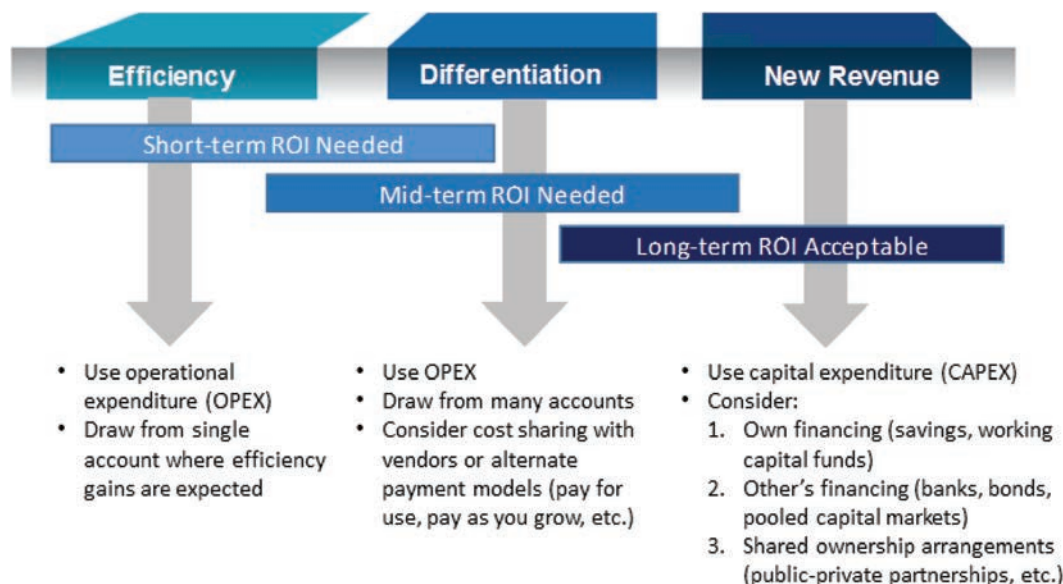 Efficiency
Differentiation
New Revenue
Short-term ROI Needed
Mid-term ROI Needed
Long-term ROI Acceptable
• Use operational
expenditure (OPEX)
• Draw from single
account where efficiency
gains are expected
• Use OPEX
• Draw from many accounts
• Consider cost sharing with
vendors or alternate
payment models (pay for
use, pay as you grow, etc.)
• Use capital expenditure (CAPEX)
• Consider:
1. Own financing (savings, working
capital funds)
2. Other's financing (banks, bonds,
pooled capital markets)
3. Shared ownership arrangements
(public-private partnerships, etc.)